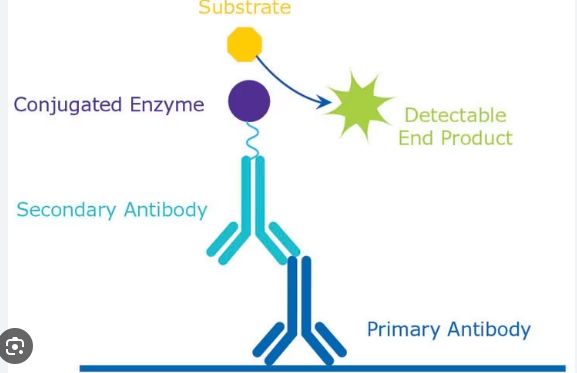 Substrate
Conjugated Enzyme
Detectable
End Product
Secondary Antibody
Primary Antibody